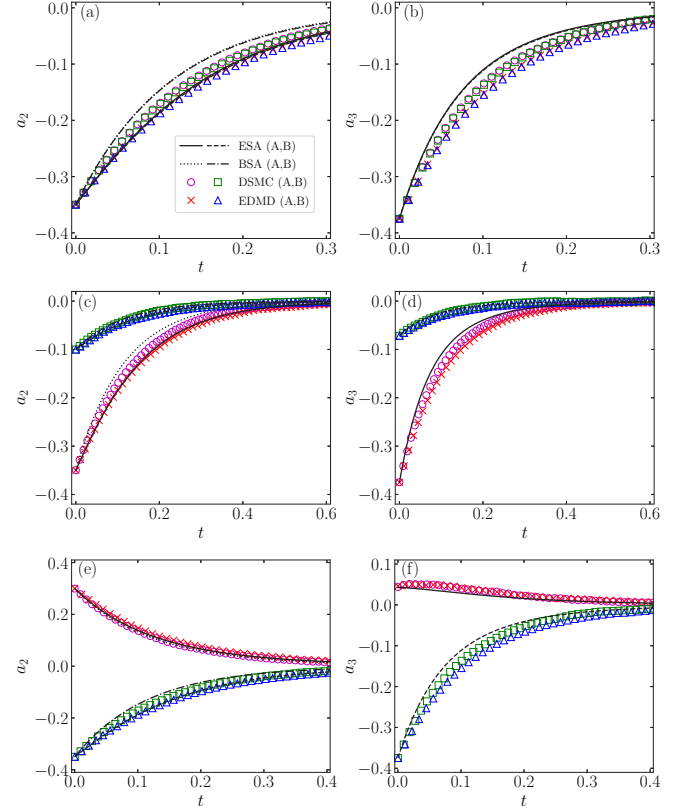 (a)
0.0
−0.1
−0.2
−0.3
−0.4
a2
0.0 0.1 0.2 0.3
t
ESA (A,B)
BSA (A,B)
DSMC (A,B)
EDMD (A,B)
(b)
0.0
−0.1
−0.2
−0.3
−0.4
a3
0.0 0.1 0.2 0.3
t
(c)
0.0
−0.1
−0.2
−0.3
−0.4
a2
0.0 0.2 0.4 0.6
t
(d)
0.0
−0.1
−0.2
−0.3
−0.4
a3
0.0 0.2 0.4 0.6
t
(e)
0.4
0.2
0.0
−0.2
−0.4
a2
0.0 0.1 0.2 0.3 0.4
t
(f)
0.1
0.0
−0.1
−0.2
−0.3
−0.4
a3
0.0 0.1 0.2 0.3 0.4
t